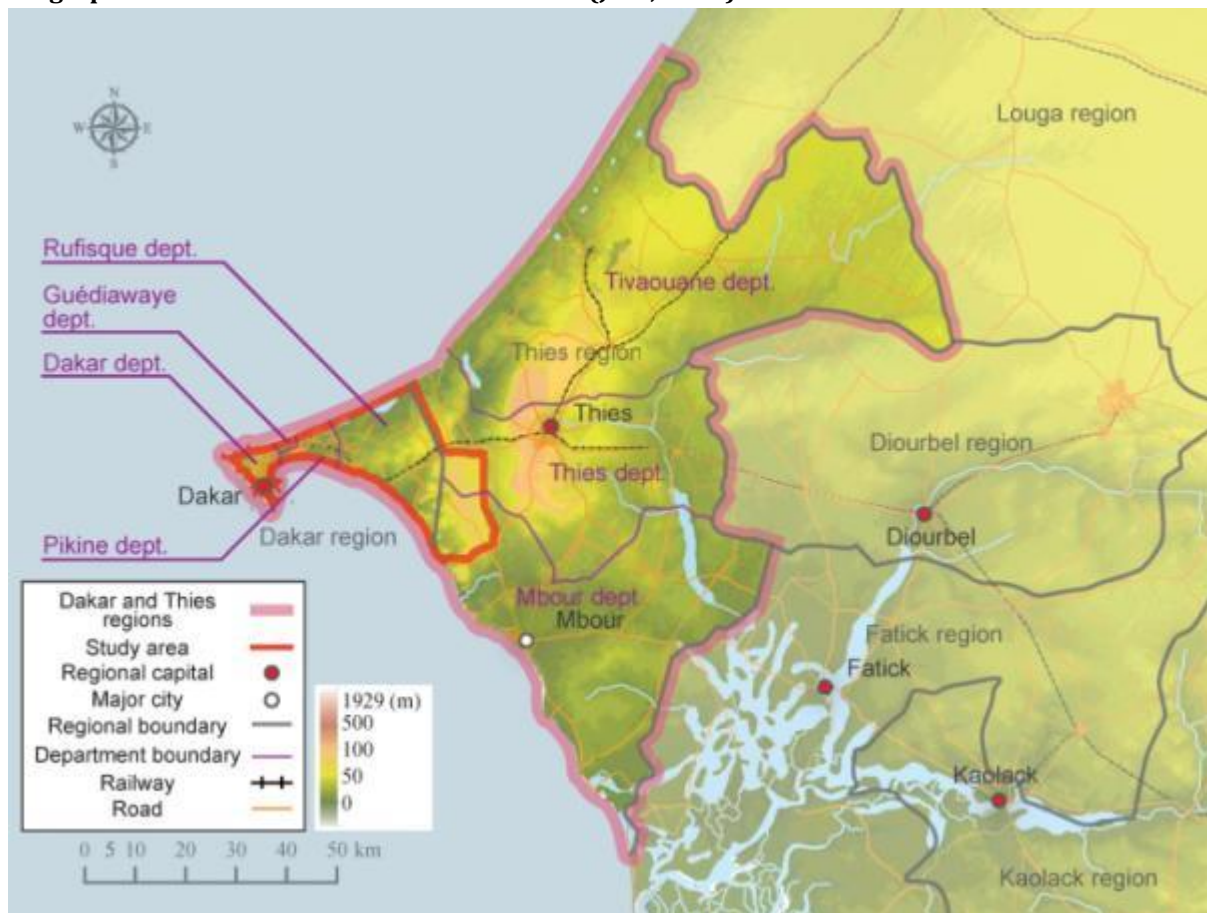 N
W E
S
Louga region
Rufisque dept.
Guédiawaye
dept.
Dakar dept.
Tivaouane dept.
Thies region
Thies
Diourbel region
Thies dept.
Dakar
Dakar region
Pikine dept.
Diourbel
Mbour dept
Mbour
Fatick region
Fatick
Kaolack
Kaolack region
Dakar and Thies
regions
Study area
Regional capital
Major city
Regional boundary
Department boundary
Railway
Road
1929 (m)
500
100
50
0
0 5 10 20 30 40 50 km